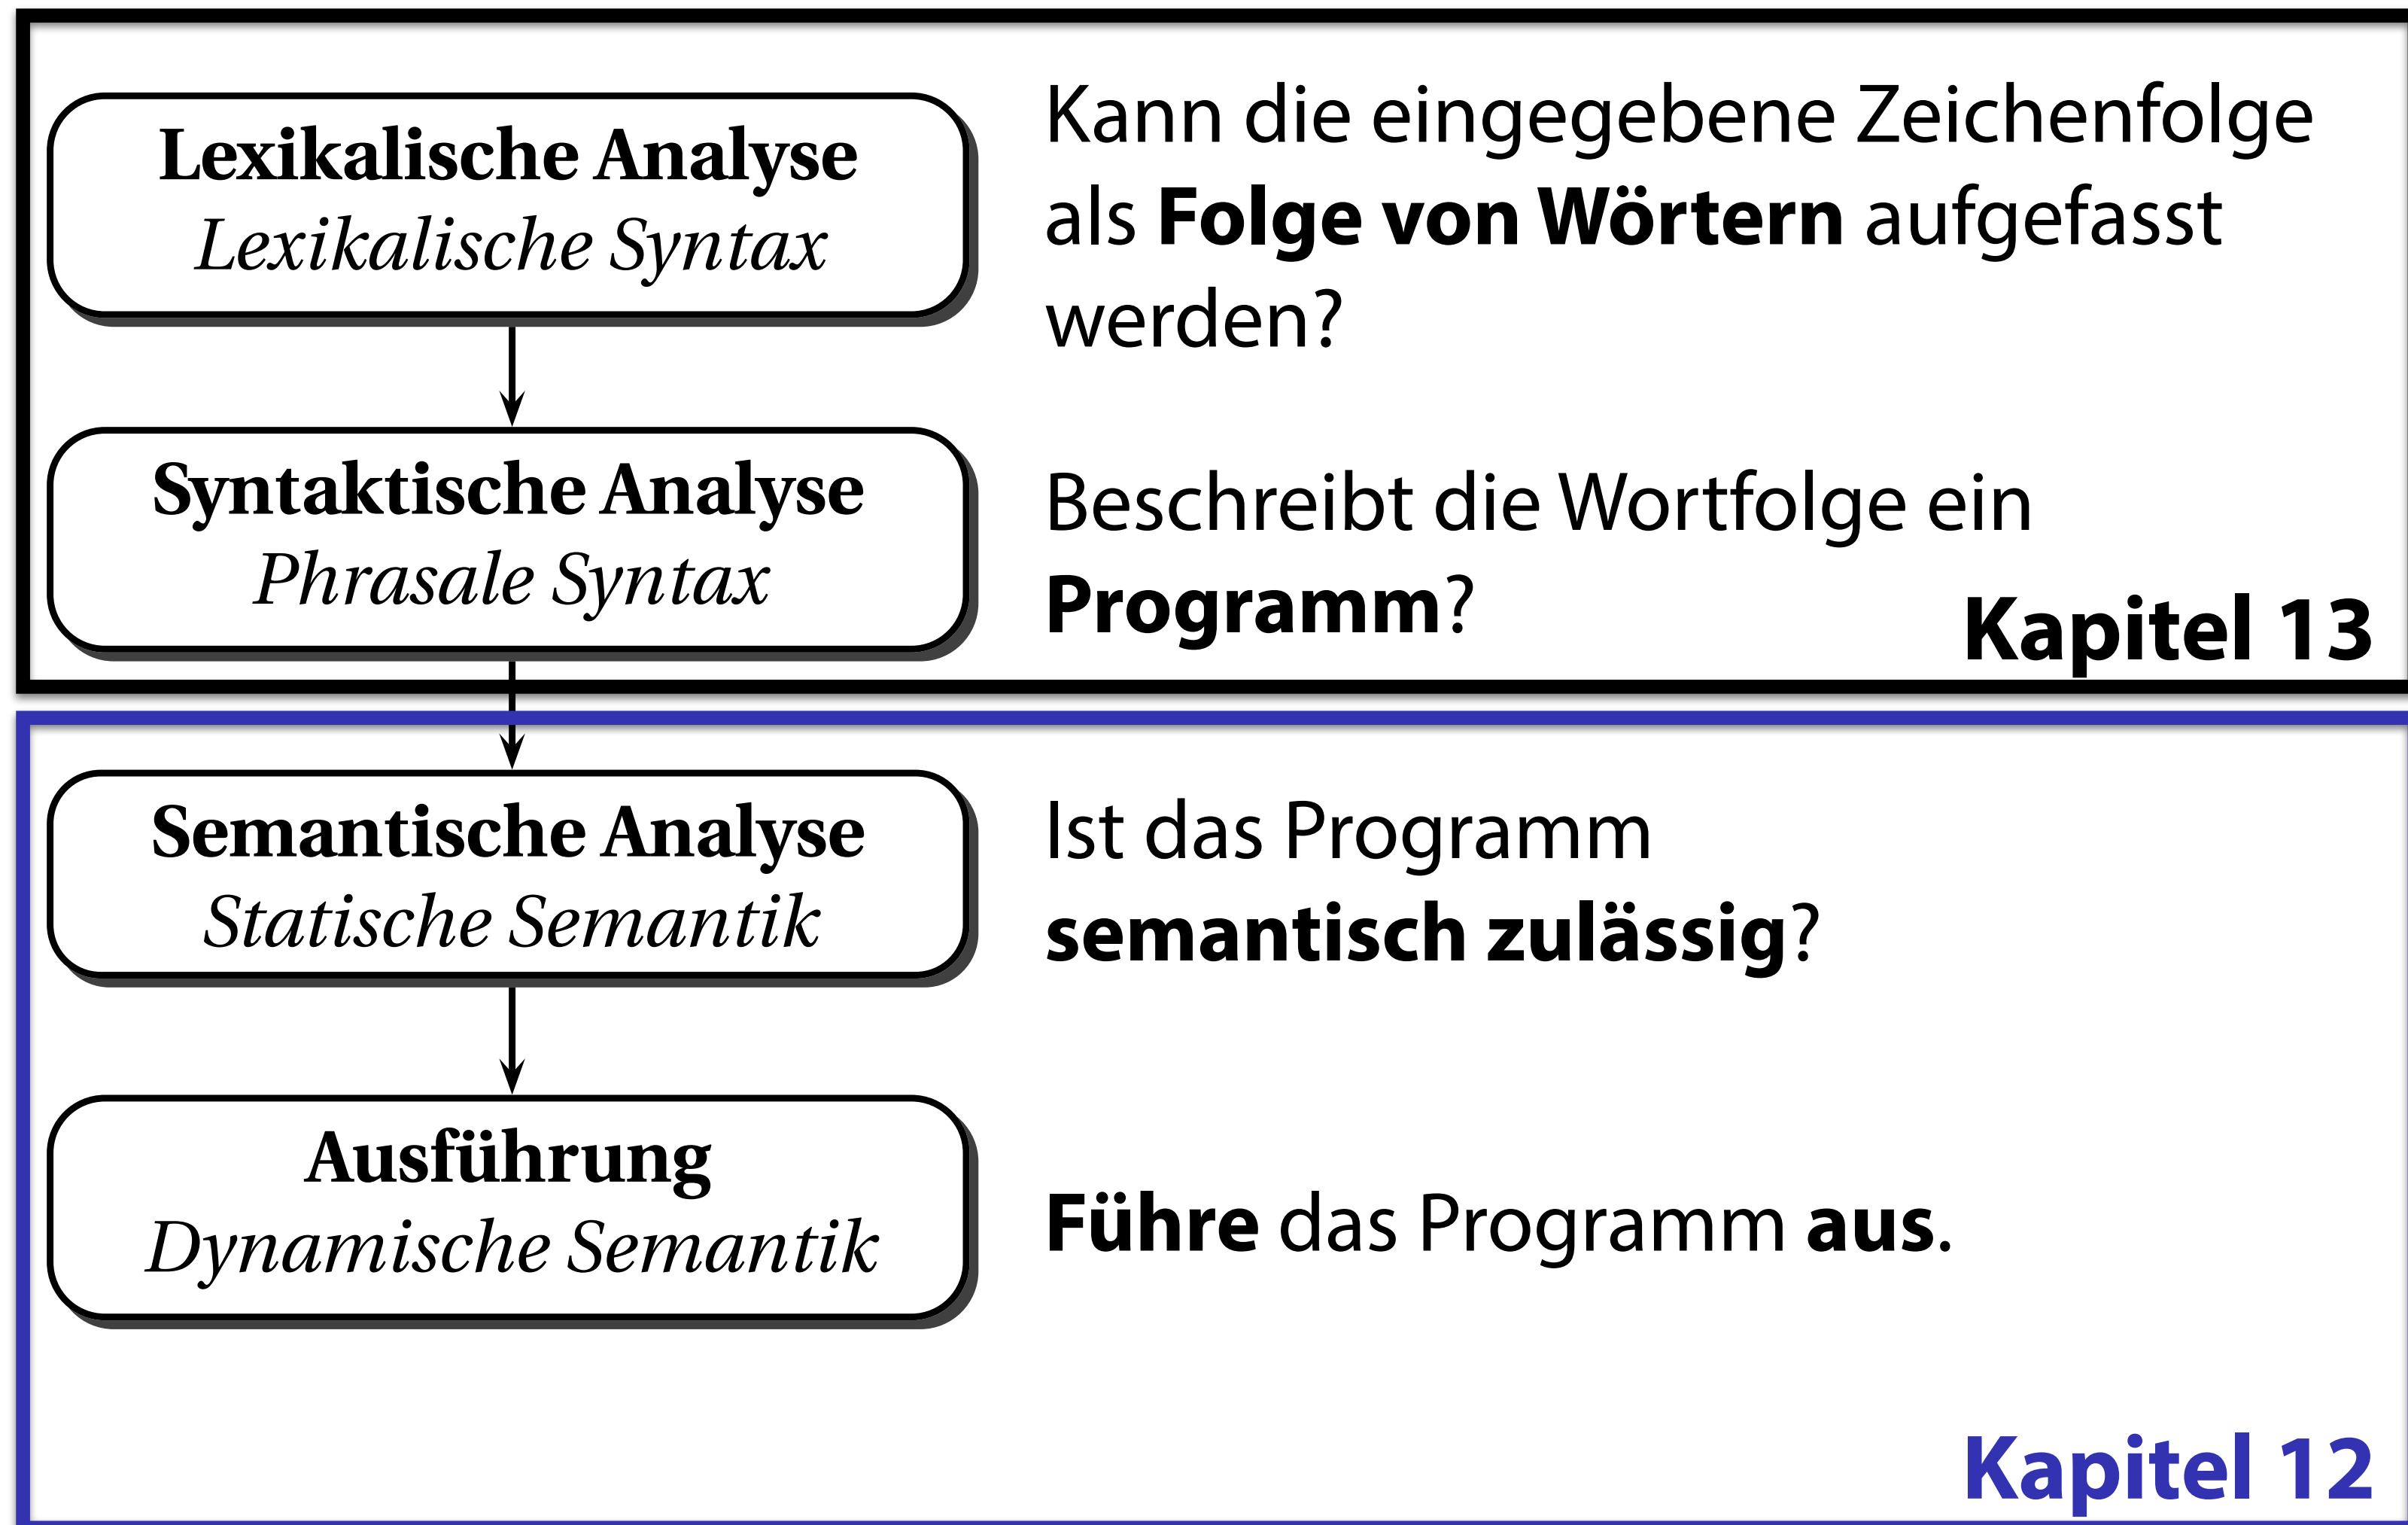 Lexikalische Analyse
Lexikalische Syntax
Kann die eingegebene Zeichenfolge
als Folge von Wörtern aufgefasst
werden?
Syntaktische Analyse
Phrasale Syntax
Beschreibt die Wortfolge ein
Programm?
Kapitel 13
Semantische Analyse
Statische Semantik
Ist das Programm
semantisch zulässig?
Ausführung
Dynamische Semantik
Führe das Programm aus.
Kapitel 12